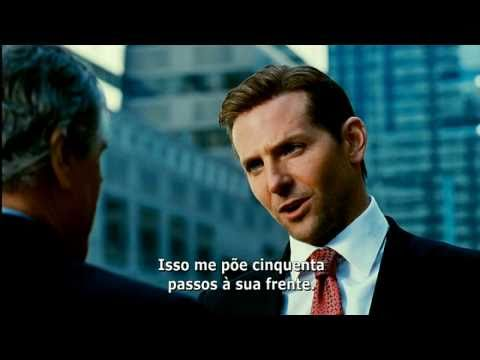 Isso me põe cinquenta
passos à sua frente.